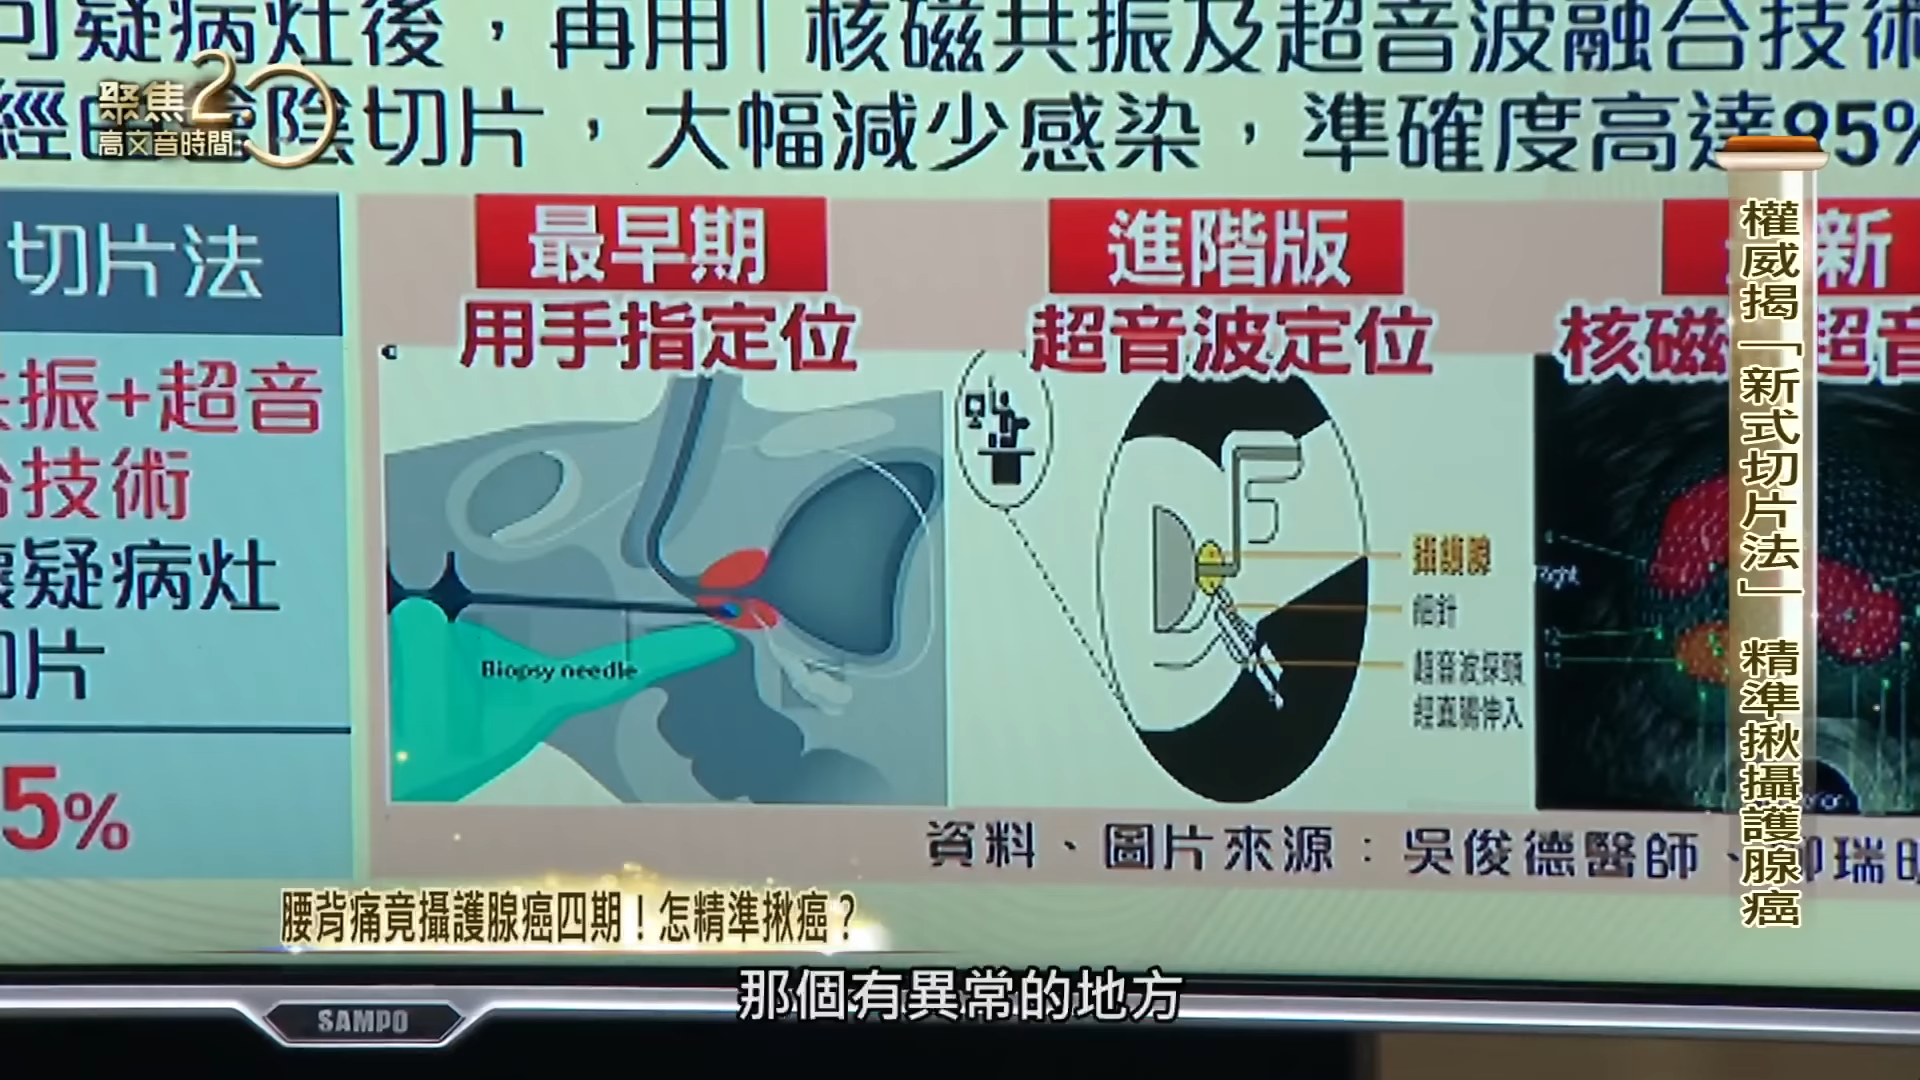 可疑病灶後，再用 核磁共振及超音波融合技術
陰切片，大幅減少感染，準確度高達95%
聚焦2.0
高文音時間
切片法
振+超音
技術
疑病灶
切片
5%
最早期
用手指定位
Biopsy needle
進階版
超音波定位
攝護腺
細針
超音波探頭
經直腸伸入
新
核磁 超音
Right
資料、圖片來源：吳俊德醫師、
權威揭「新式切片法」 精準揪攝護腺癌
腰背痛竟攝護腺癌四期！怎精準揪癌？
那個有異常的地方
SAMPO